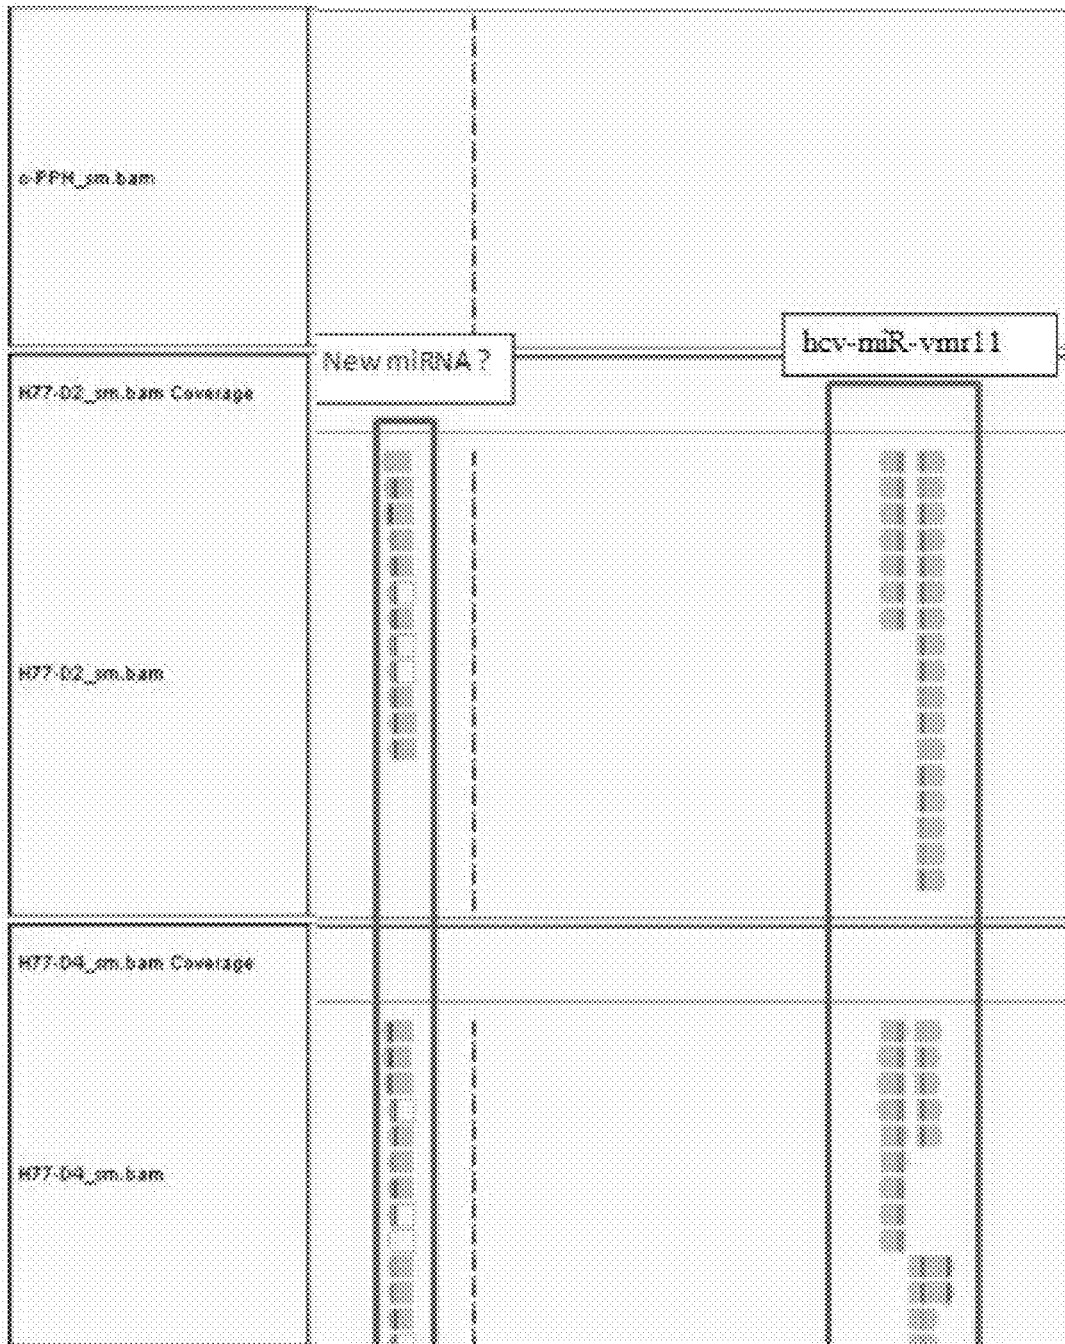 c-PPH_sm.bam
New miRNA ?
hcv-miR-vmr11
H77-D2_sm.bam Coverage
H77-D2_sm.bam
H77-D4_sm.bam Coverage
H77-D4_sm.bam